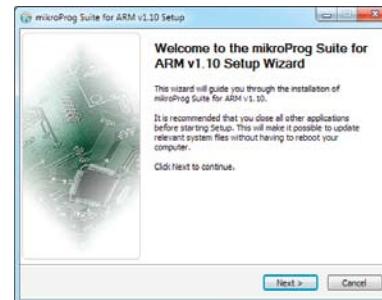 mikroProg Suite for ARM v1.10 Setup
Welcome to the mikroProg Suite for
ARM v1.10 Setup Wizard
This wizard will guide you through the installation of
mikroProg Suite for ARM v1.10.
It is recommended that you close all other applications
before starting Setup. This will make it possible to update
relevant system files without having to reboot your
computer.
Click Next to continue.
Next >
Cancel